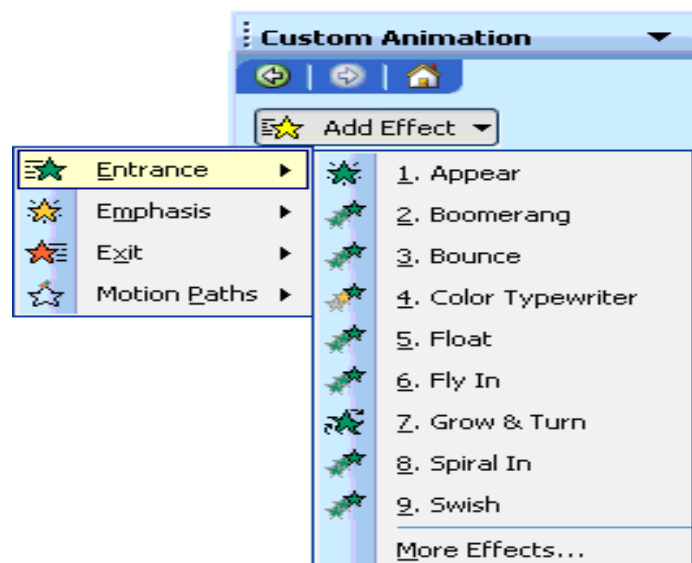 Custom Animation
Add Effect
Entrance
Emphasis
Exit
Motion Paths
1. Appear
2. Boomerang
3. Bounce
4. Color Typewriter
5. Float
6. Fly In
7. Grow & Turn
8. Spiral In
9. Swish
More Effects...